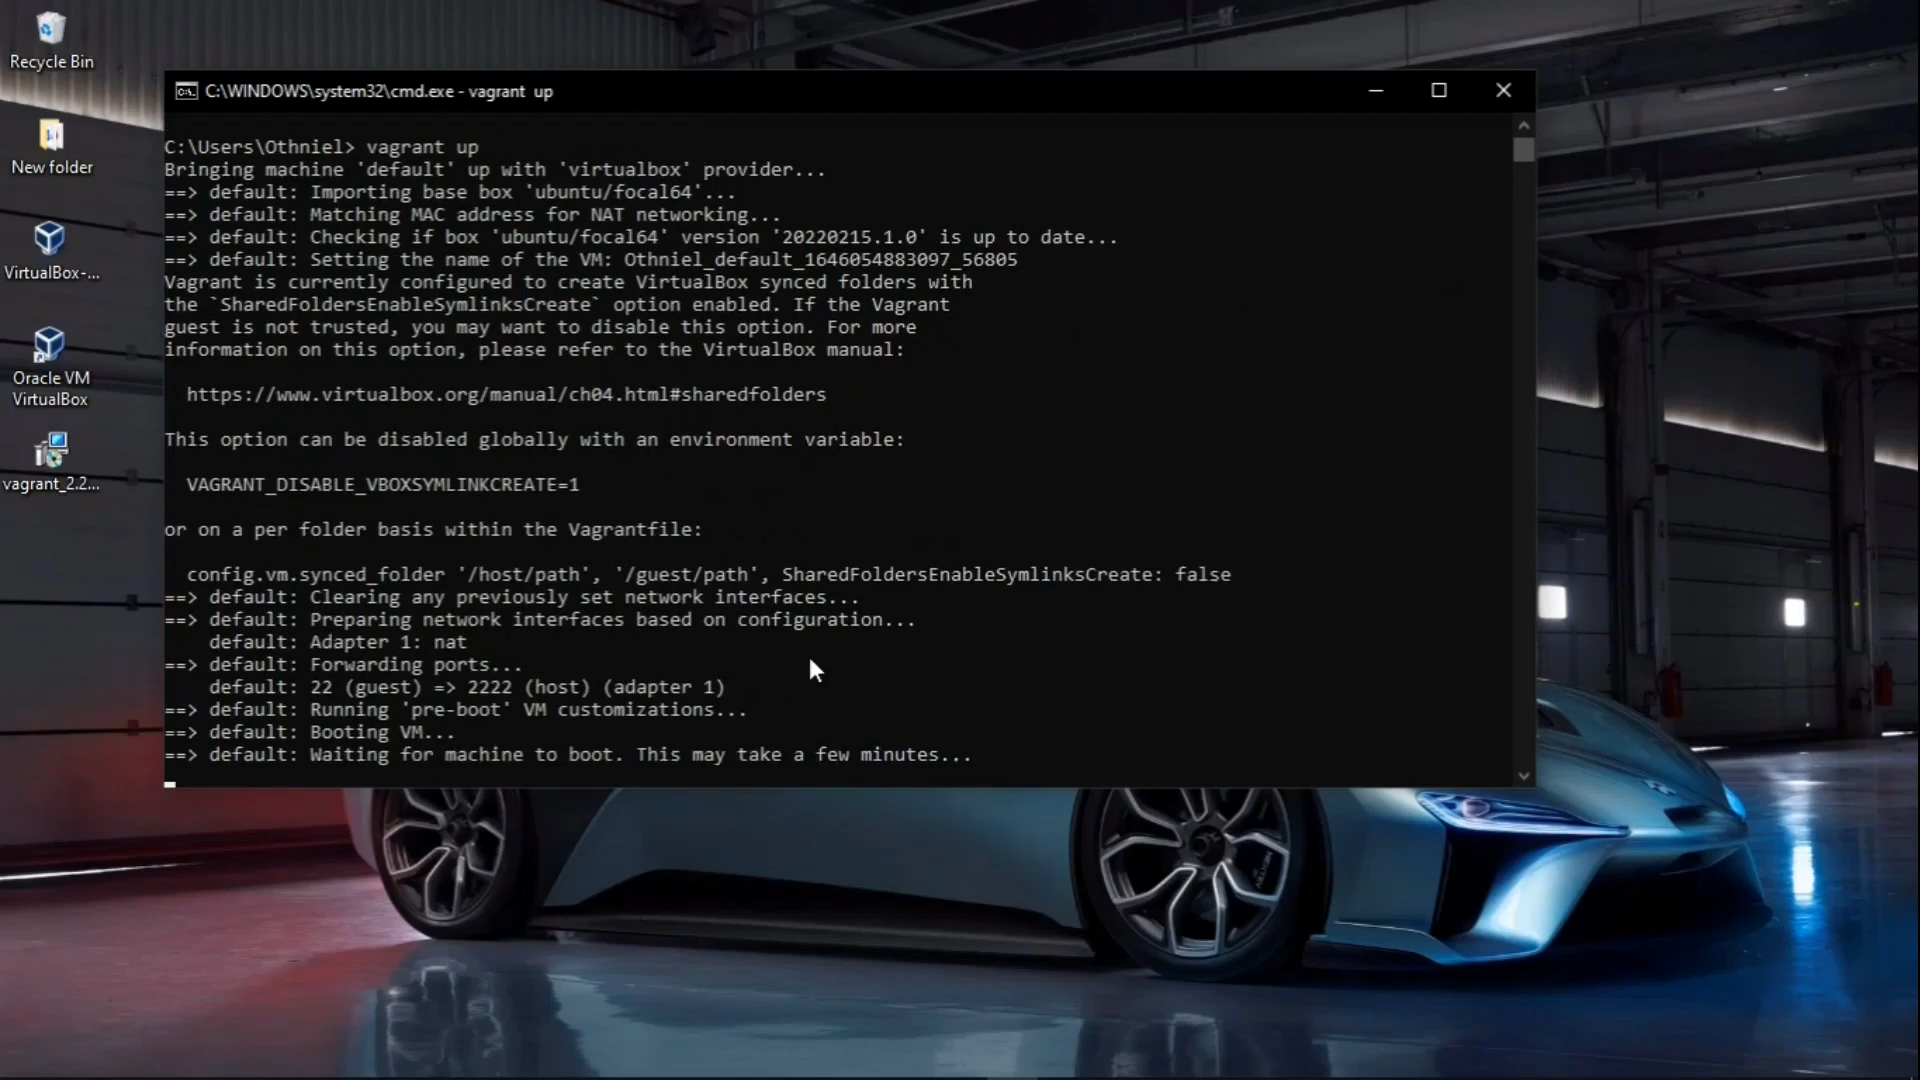 Recycle Bin
New folder
VirtualBox-...
Oracle VM
VirtualBox
vagrant_2.2...
C:\WINDOWS\system32\cmd.exe - vagrant  up
C:\Users\Othniel> vagrant up
Bringing machine 'default' up with 'virtualbox' provider...
==> default: Importing base box 'ubuntu/focal64'...
==> default: Matching MAC address for NAT networking...
==> default: Checking if box 'ubuntu/focal64' version '20220215.1.0' is up to date...
==> default: Setting the name of the VM: Othniel_default_1646054883097_56805
Vagrant is currently configured to create VirtualBox synced folders with
the `SharedFoldersEnableSymlinksCreate` option enabled. If the Vagrant
guest is not trusted, you may want to disable this option. For more
information on this option, please refer to the VirtualBox manual:
https://www.virtualbox.org/manual/ch04.html#sharedfolders
This option can be disabled globally with an environment variable:
VAGRANT_DISABLE_VBOXSYMLINKCREATE=1
or on a per folder basis within the Vagrantfile:
config.vm.synced_folder '/host/path', '/guest/path', SharedFoldersEnableSymlinksCreate: false
==> default: Clearing any previously set network interfaces...
==> default: Preparing network interfaces based on configuration...
default: Adapter 1: nat
==> default: Forwarding ports...
default: 22 (guest) => 2222 (host) (adapter 1)
==> default: Running 'pre-boot' VM customizations...
==> default: Booting VM...
==> default: Waiting for machine to boot. This may take a few minutes...